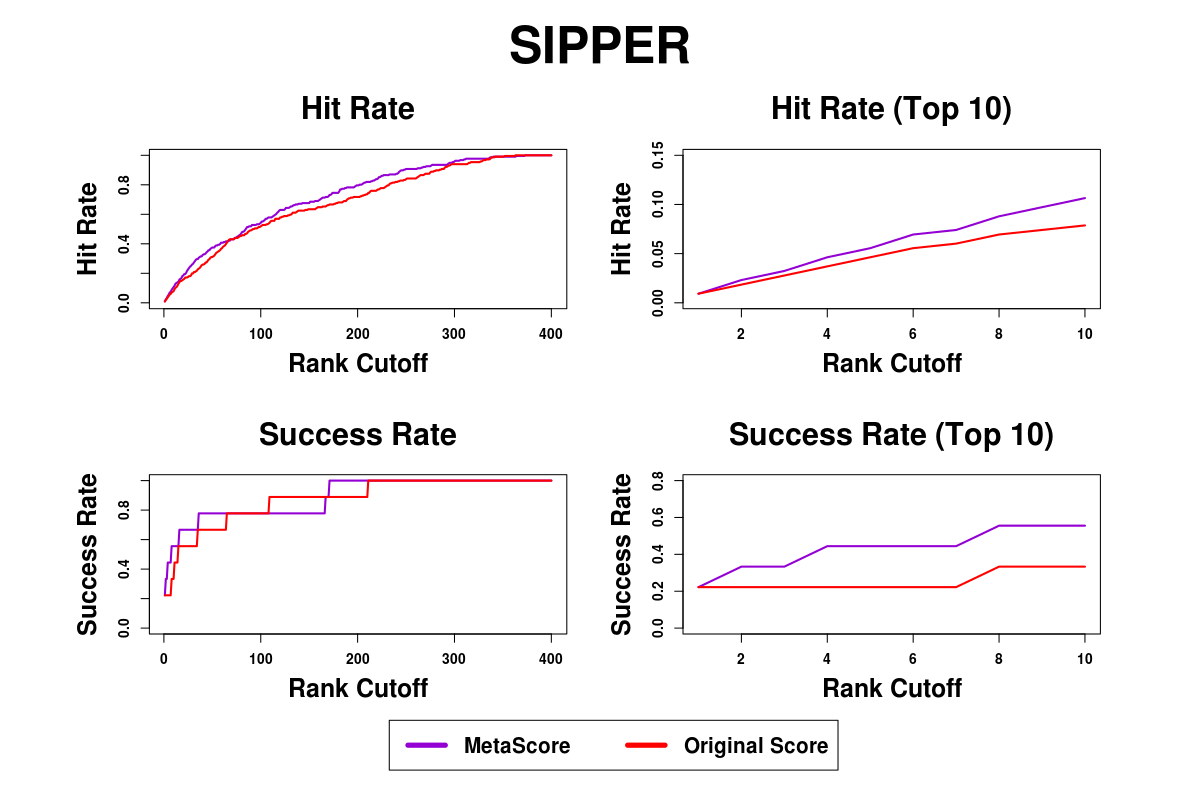 SIPPER
Hit Rate
Hit Rate
0.0 0.4 0.8
0 100 200 300 400
Rank Cutoff
Hit Rate (Top 10)
Hit Rate
0.00 0.05 0.10 0.15
2 4 6 8 10
Rank Cutoff
Success Rate
Success Rate
0.0 0.4 0.8
0 100 200 300 400
Rank Cutoff
Success Rate (Top 10)
Success Rate
0.0 0.2 0.4 0.6 0.8
2 4 6 8 10
Rank Cutoff
MetaScore Original Score